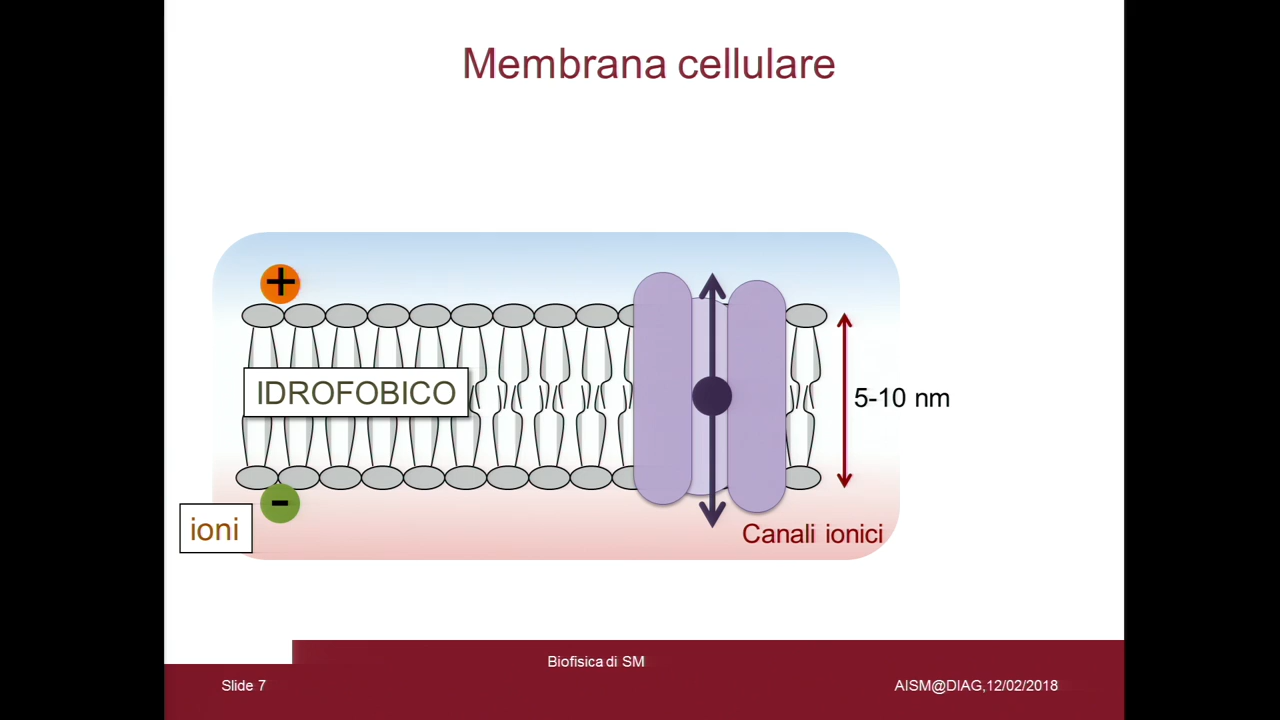 Membrana cellulare
+
IDROFOBICO
5-10 nm
-
ioni
Canali ionici
Biofisica di SM
Slide 7
AISM@DIAG,12/02/2018